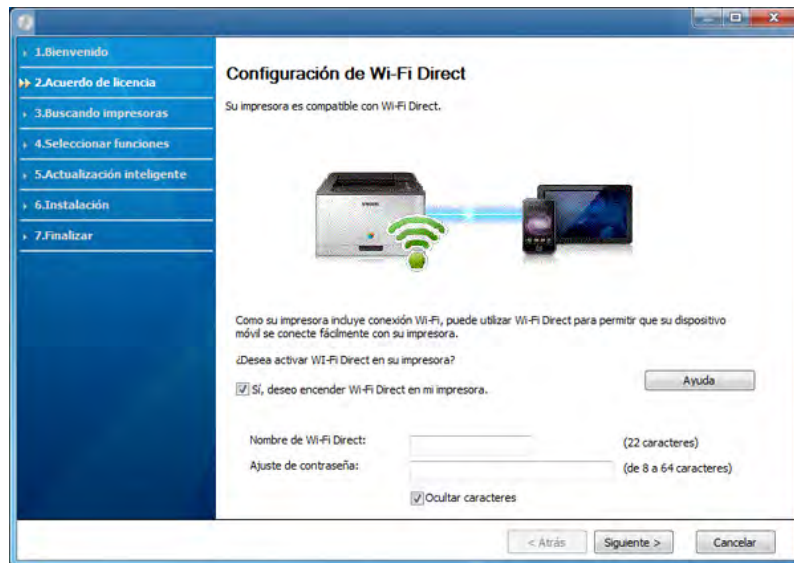 1.Bienvenido
2.Acuerdo de licencia
3.Buscando impresoras
4.Seleccionar funciones
5.Actualización inteligente
6.Instalación
7.Finalizar
Configuración de Wi-Fi Direct
Su impresora es compatible con Wi-Fi Direct.
Como su impresora incluye conexión Wi-Fi, puede utilizar Wi-Fi Direct para permitir que su dispositivo
móvil se conecte fácilmente con su impresora.
¿Desea activar WI-Fi Direct en su impresora?
Sí, deseo encender Wi-Fi Direct en mi impresora.
Ayuda
Nombre de Wi-Fi Direct: (22 caracteres)
Ajuste de contraseña: (de 8 a 64 caracteres)
Ocultar caracteres
< Atrás Siguiente > Cancelar